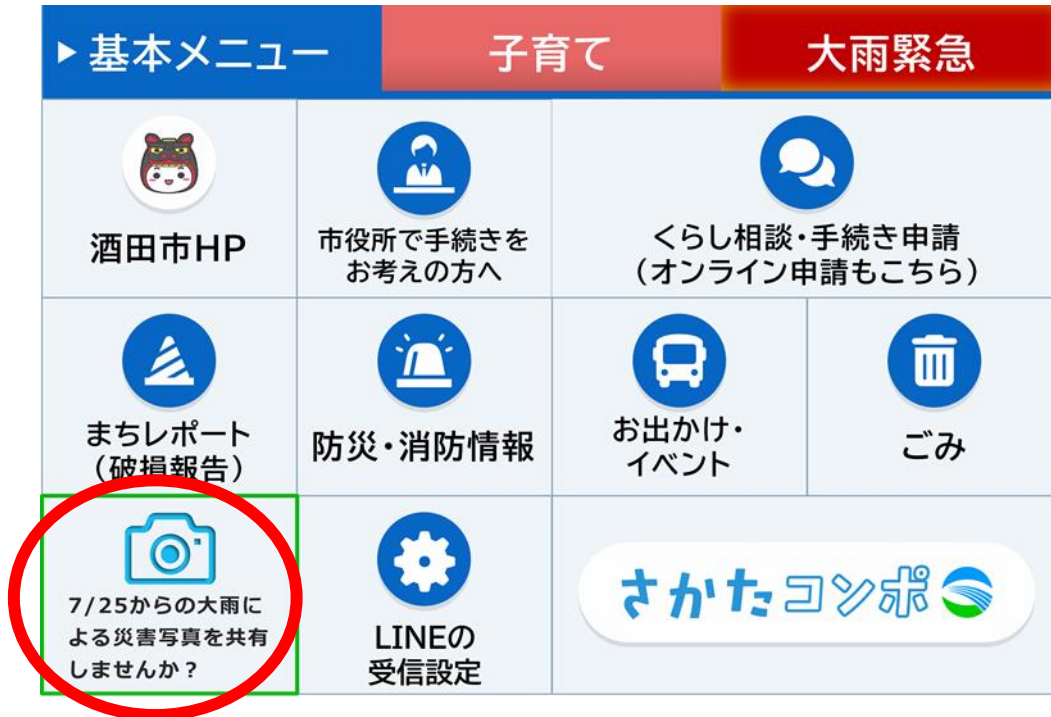 ▶基本メニュー
子育て
大雨緊急
酒田市HP
市役所で手続きを
お考えの方へ
くらし相談・手続き申請
（オンライン申請もこちら）
まちレポート
（破損報告）
防災・消防情報
お出かけ・
イベント
ごみ
7/25からの大雨に
よる災害写真を共有
しませんか？
LINEの
受信設定
さかたコンポ